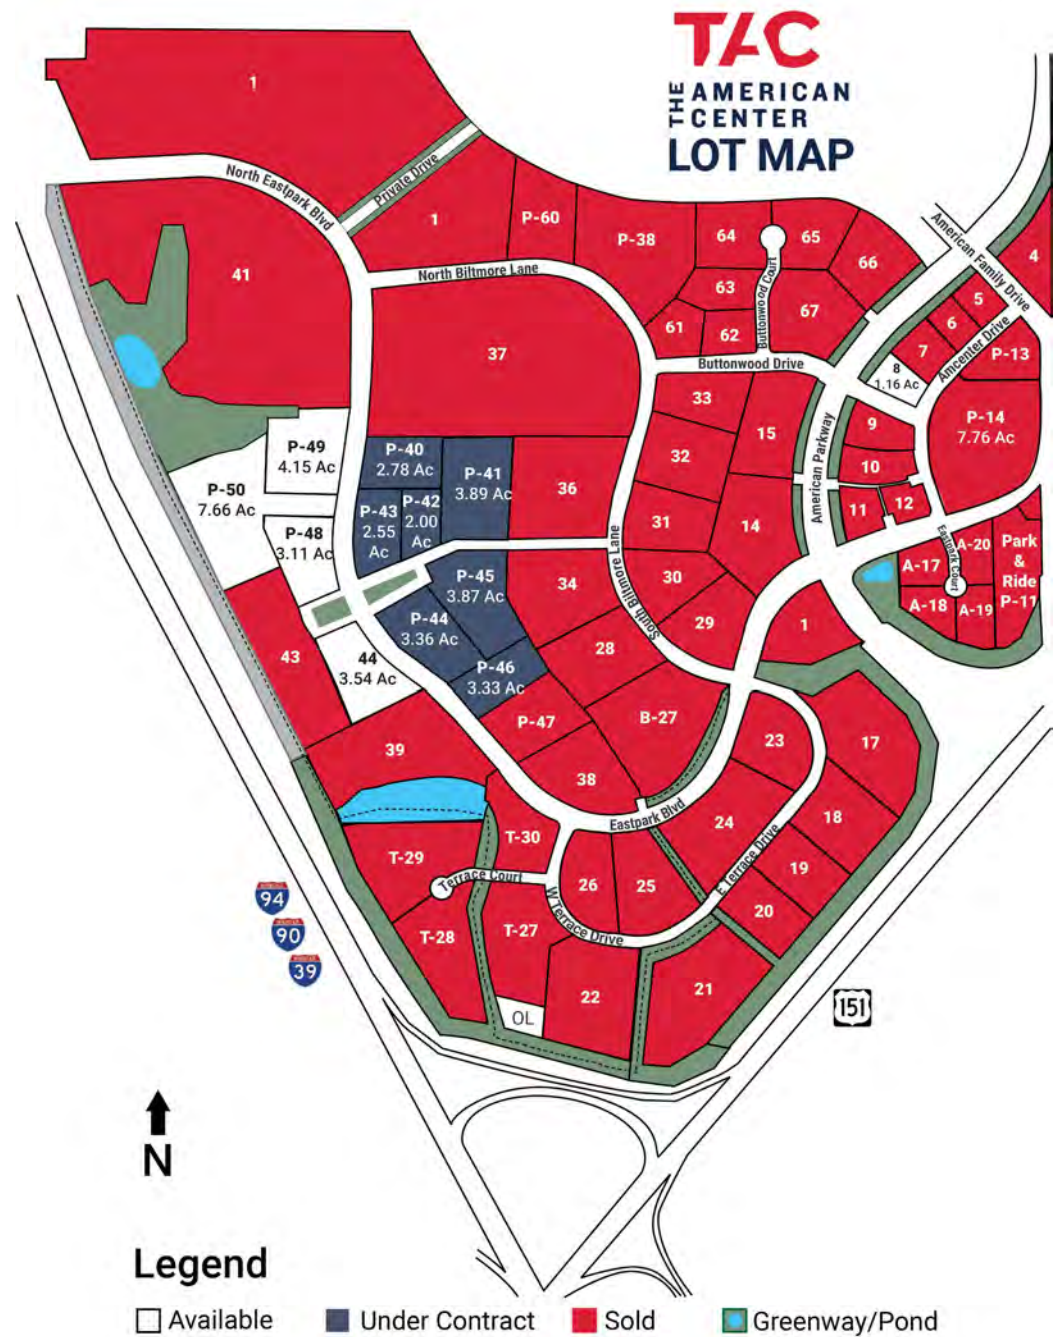 TAC
THE AMERICAN
CENTER
LOT MAP
1
Private Drive
North Eastpark Blvd
1
P-60
P-38
64
65
66
American Family Drive
4
41
North Biltmore Lane
63
Buttonwood Court
67
5
6
7
Amcenter Drive
P-13
61
62
37
Buttonwood Drive
8
1.16 Ac
33
15
American Parkway
9
P-14
7.76 Ac
P-49
4.15 Ac
P-40
2.78 Ac
P-41
3.89 Ac
32
10
P-50
7.66 Ac
P-43
2.55
Ac
P-42
2.00
Ac
36
31
14
11
12
P-48
3.11 Ac
South Biltmore Lane
Eastpark Court
A-20
A-17
Park
&
Ride
P-11
P-45
3.87 Ac
34
30
A-18
A-19
P-44
3.36 Ac
29
1
43
44
3.54 Ac
28
P-46
3.33 Ac
P-47
B-27
23
17
39
38
Eastpark Blvd
24
18
T-30
T-29
Terrace Court
26
25
E Terrace Drive
19
20
W Terrace Drive
T-28
T-27
22
21
OL
94
90
39
151
N
Legend
Available
Under Contract
Sold
Greenway/Pond